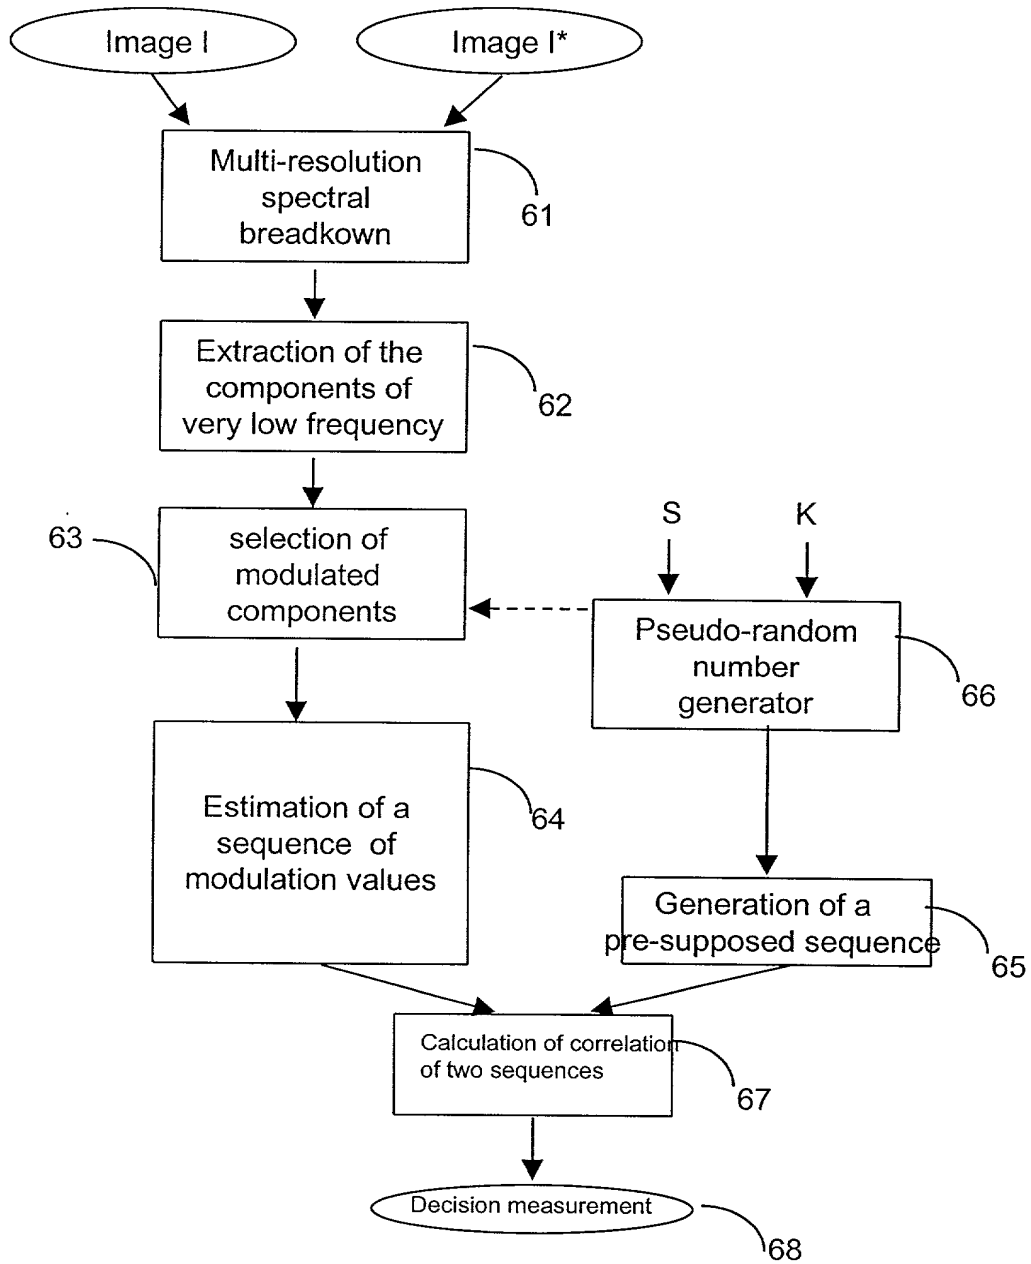 Image I
Image I*
Multi-resolution
spectral
breadkown
61
Extraction of the
components of
very low frequency
62
63
selection of
modulated
components
S
K
Pseudo-random
number
generator
66
Estimation of a
sequence of
modulation values
64
Generation of a
pre-supposed sequence
65
Calculation of correlation
of two sequences
67
Decision measurement
68